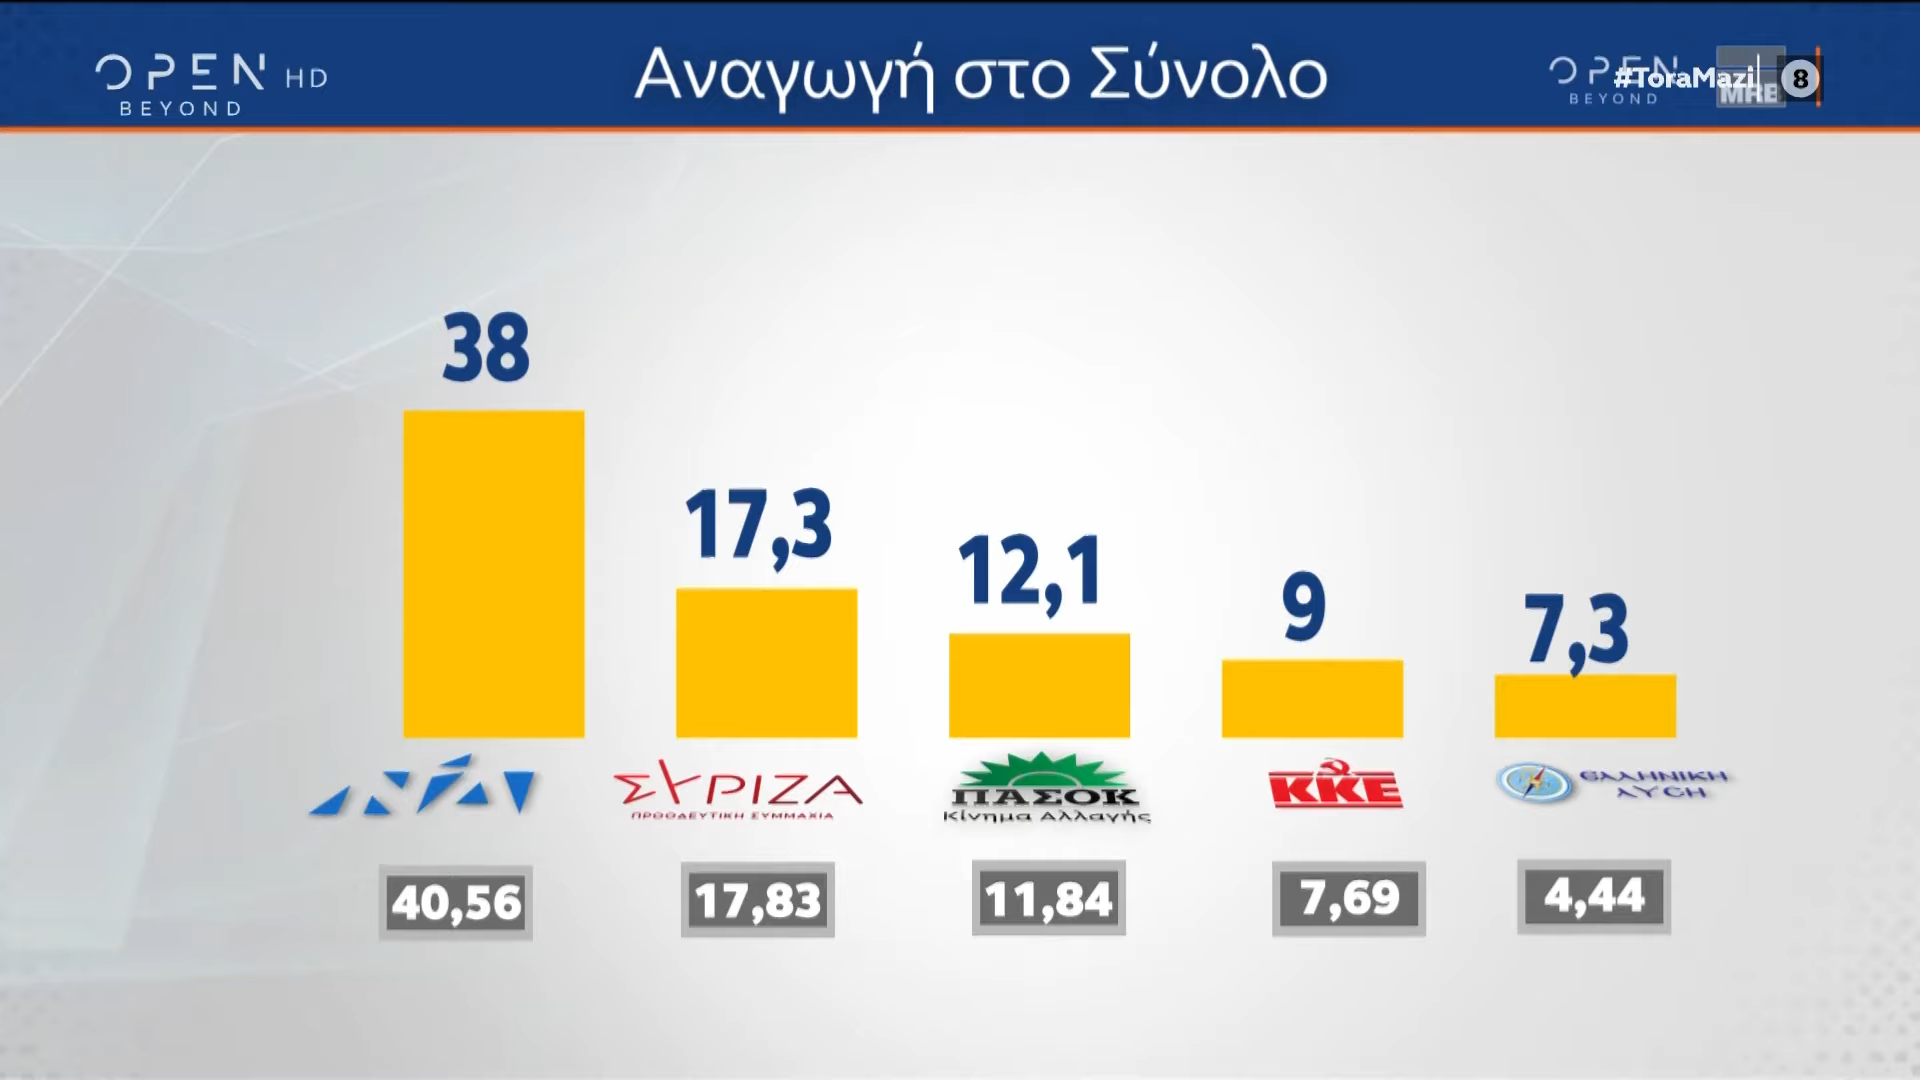 OPEN HD
BEYOND
Αναγωγή στο Σύνολο
OPEN
BEYOND
#ToraMazi
MRB
8
38
17,3
12,1
9
7,3
ΣΥΡΙΖΑ
ΠΡΟΟΔΕΥΤΙΚΗ ΣΥΜΜΑΧΙΑ
ΠΑΣΟΚ
Κίνημα Αλλαγής
ΚΚΕ
ΕΛΛΗΝΙΚΗ
ΛΥΣΗ
40,56
17,83
11,84
7,69
4,44